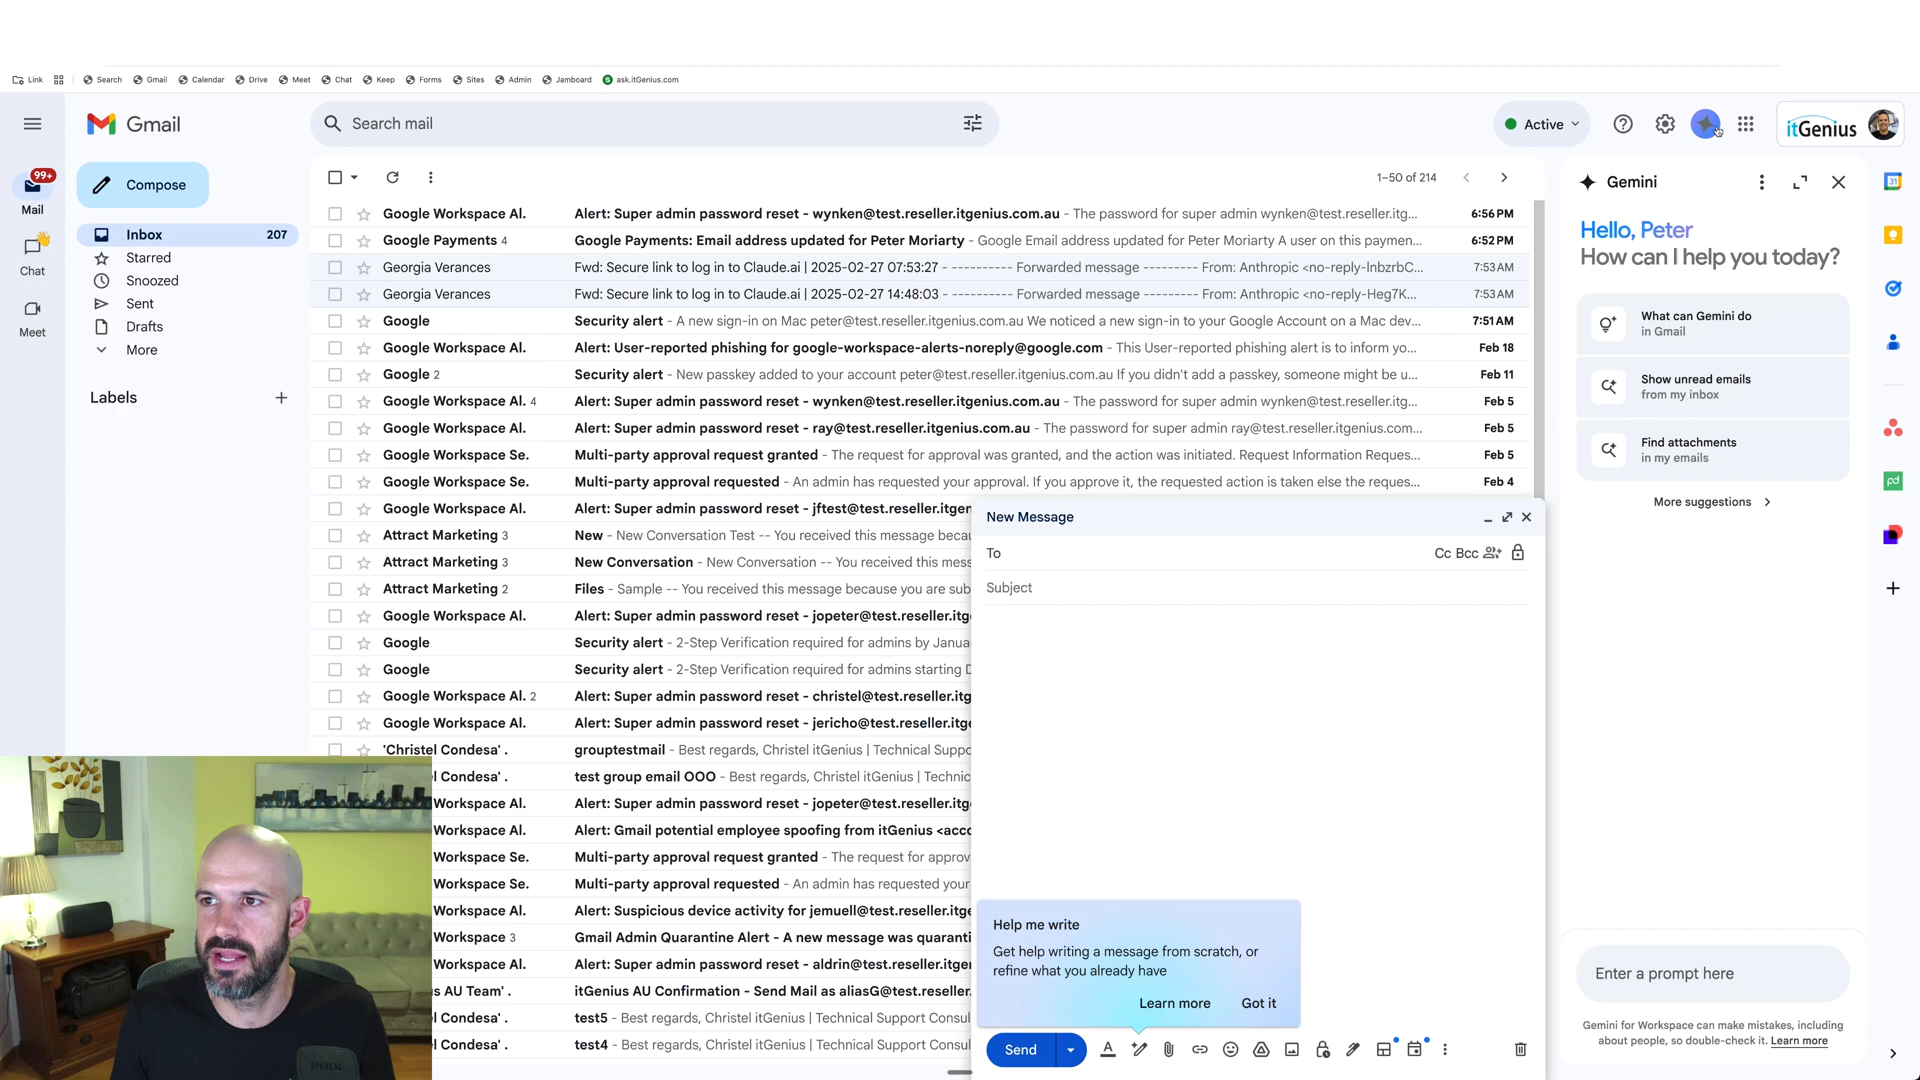 Link Search Gmail Calendar Drive Meet Chat Keep Forms Sites Admin Jamboard ask.itGenius.com
Gmail
Search mail
Active
itGenius
99+
Mail
Chat
Meet
Compose
Inbox 207
Starred
Snoozed
Sent
Drafts
More
Labels
1–50 of 214
Google Workspace Al. Alert: Super admin password reset - wynken@test.reseller.itgenius.com.au - The password for super admin wynken@test.reseller.itg... 6:56 PM
Google Payments 4 Google Payments: Email address updated for Peter Moriarty - Google Email address updated for Peter Moriarty A user on this paymen... 6:52 PM
Georgia Verances Fwd: Secure link to log in to Claude.ai | 2025-02-27 07:53:27 - ---------- Forwarded message --------- From: Anthropic <no-reply-lnbzrbC... 7:53 AM
Georgia Verances Fwd: Secure link to log in to Claude.ai | 2025-02-27 14:48:03 - ---------- Forwarded message --------- From: Anthropic <no-reply-Heg7K... 7:53 AM
Google Security alert - A new sign-in on Mac peter@test.reseller.itgenius.com.au We noticed a new sign-in to your Google Account on a Mac dev... 7:51 AM
Google Workspace Al. Alert: User-reported phishing for google-workspace-alerts-noreply@google.com - This User-reported phishing alert is to inform yo... Feb 18
Google 2 Security alert - New passkey added to your account peter@test.reseller.itgenius.com.au If you didn't add a passkey, someone might be u... Feb 11
Google Workspace Al. 4 Alert: Super admin password reset - wynken@test.reseller.itgenius.com.au - The password for super admin wynken@test.reseller.itg... Feb 5
Google Workspace Al. Alert: Super admin password reset - ray@test.reseller.itgenius.com.au - The password for super admin ray@test.reseller.itgenius.com... Feb 5
Google Workspace Se. Multi-party approval request granted - The request for approval was granted, and the action was initiated. Request Information Reques... Feb 5
Google Workspace Se. Multi-party approval requested - An admin has requested your approval. If you approve it, the requested action is taken else the reques... Feb 4
Google Workspace Al. Alert: Super admin password reset - jftest@test.reseller.itgeni
Attract Marketing 3 New - New Conversation Test -- You received this message becau
Attract Marketing 3 New Conversation - New Conversation -- You received this mess
Attract Marketing 2 Files - Sample -- You received this message because you are sub
Google Workspace Al. Alert: Super admin password reset - jopeter@test.reseller.itg
Google Security alert - 2-Step Verification required for admins by Janua
Google Security alert - 2-Step Verification required for admins starting D
Google Workspace Al. 2 Alert: Super admin password reset - christel@test.reseller.itg
Google Workspace Al. Alert: Super admin password reset - jericho@test.reseller.itge
'Christel Condesa' . grouptestmail - Best regards, Christel itGenius | Technical Suppo
l Condesa' . test group email OOO - Best regards, Christel itGenius | Technic
Workspace Al. Alert: Super admin password reset - jopeter@test.reseller.itg
Workspace Al. Alert: Gmail potential employee spoofing from itGenius <acco
Workspace Se. Multi-party approval request granted - The request for approv
Workspace Se. Multi-party approval requested - An admin has requested your
Workspace Al. Alert: Suspicious device activity for jemuell@test.reseller.itge
Workspace 3 Gmail Admin Quarantine Alert - A new message was quaranti
Workspace Al. Alert: Super admin password reset - aldrin@test.reseller.itge
s AU Team' . itGenius AU Confirmation - Send Mail as aliasG@test.reseller.
l Condesa' . test5 - Best regards, Christel itGenius | Technical Support Consul
l Condesa' . test4 - Best regards, Christel itGenius | Technical Support Consul
New Message
To Cc Bcc
Subject
Help me write
Get help writing a message from scratch, or
refine what you already have
Learn more Got it
Send
Gemini
Hello, Peter
How can I help you today?
What can Gemini do
in Gmail
Show unread emails
from my inbox
Find attachments
in my emails
More suggestions
Enter a prompt here
Gemini for Workspace can make mistakes, including
about people, so double-check it. Learn more
31
pd
RODE